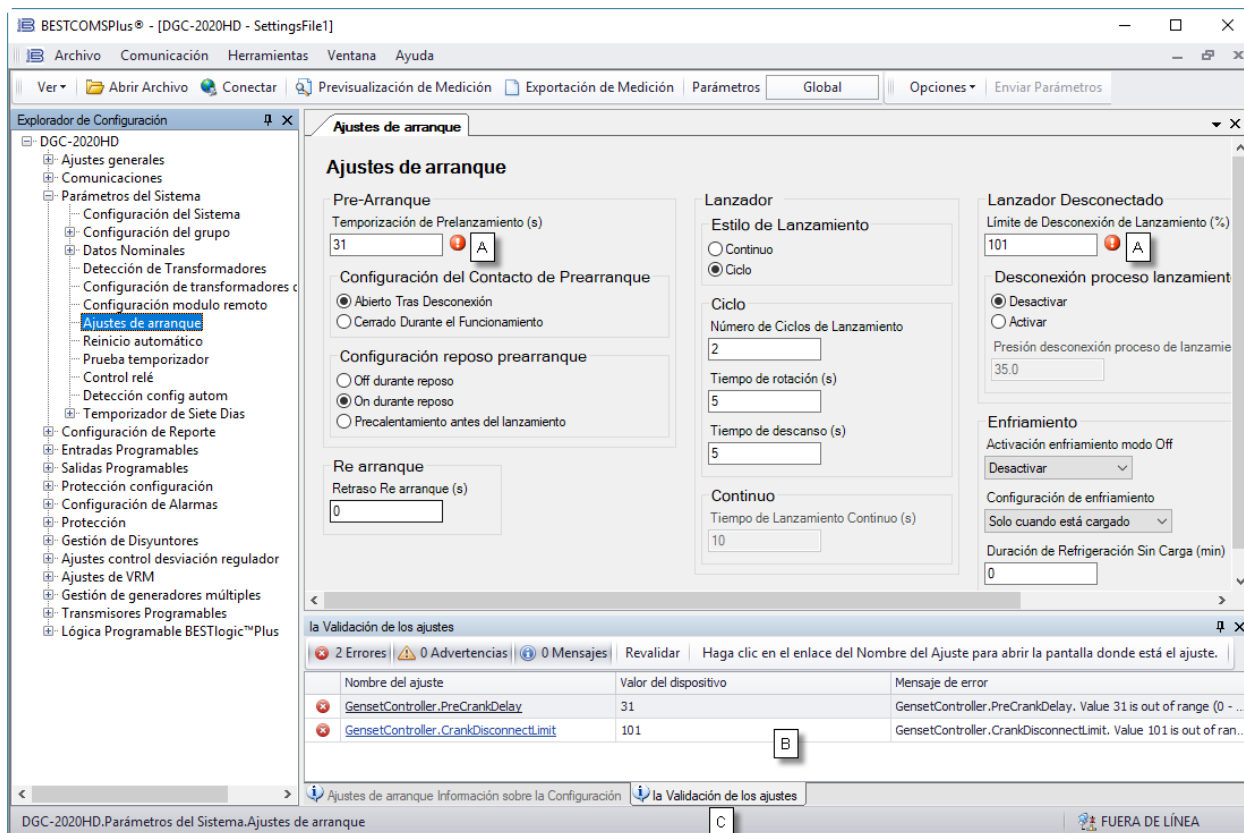 BESTCOMSPlus® - [DGC-2020HD - SettingsFile1]
Archivo Comunicación Herramientas Ventana Ayuda
Ver Abrir Archivo Conectar Previsualización de Medición Exportación de Medición Parámetros Global Opciones Enviar Parámetros
Explorador de Configuración
DGC-2020HD
Ajustes generales
Comunicaciones
Parámetros del Sistema
Configuración del Sistema
Configuración del grupo
Datos Nominales
Detección de Transformadores
Configuración de transformadores c
Configuración modulo remoto
Ajustes de arranque
Reinicio automático
Prueba temporizador
Control relé
Detección config autom
Temporizador de Siete Dias
Configuración de Reporte
Entradas Programables
Salidas Programables
Protección configuración
Configuración de Alarmas
Protección
Gestión de Disyuntores
Ajustes control desviación regulador
Ajustes de VRM
Gestión de generadores múltiples
Transmisores Programables
Lógica Programable BESTlogic™Plus
Ajustes de arranque
Ajustes de arranque
Pre-Arranque
Temporización de Prelanzamiento (s)
31
A
Configuración del Contacto de Prearranque
Abierto Tras Desconexión
Cerrado Durante el Funcionamiento
Configuración reposo prearranque
Off durante reposo
On durante reposo
Precalentamiento antes del lanzamiento
Re arranque
Retraso Re arranque (s)
0
Lanzador
Estilo de Lanzamiento
Continuo
Ciclo
Ciclo
Número de Ciclos de Lanzamiento
2
Tiempo de rotación (s)
5
Tiempo de descanso (s)
5
Continuo
Tiempo de Lanzamiento Continuo (s)
10
Lanzador Desconectado
Límite de Desconexión de Lanzamiento (%)
101
A
Desconexión proceso lanzamient
Desactivar
Activar
Presión desconexión proceso de lanzamie
35.0
Enfriamiento
Activación enfriamiento modo Off
Desactivar
Configuración de enfriamiento
Solo cuando está cargado
Duración de Refrigeración Sin Carga (min)
0
la Validación de los ajustes
2 Errores 0 Advertencias 0 Mensajes Revalidar Haga clic en el enlace del Nombre del Ajuste para abrir la pantalla donde está el ajuste.
Nombre del ajuste Valor del dispositivo Mensaje de error
GensetController.PreCrankDelay 31 GensetController.PreCrankDelay. Value 31 is out of range (0 - ...
GensetController.CrankDisconnectLimit 101 GensetController.CrankDisconnectLimit. Value 101 is out of ran...
B
Ajustes de arranque Información sobre la Configuración la Validación de los ajustes
DGC-2020HD.Parámetros del Sistema.Ajustes de arranque C FUERA DE LÍNEA